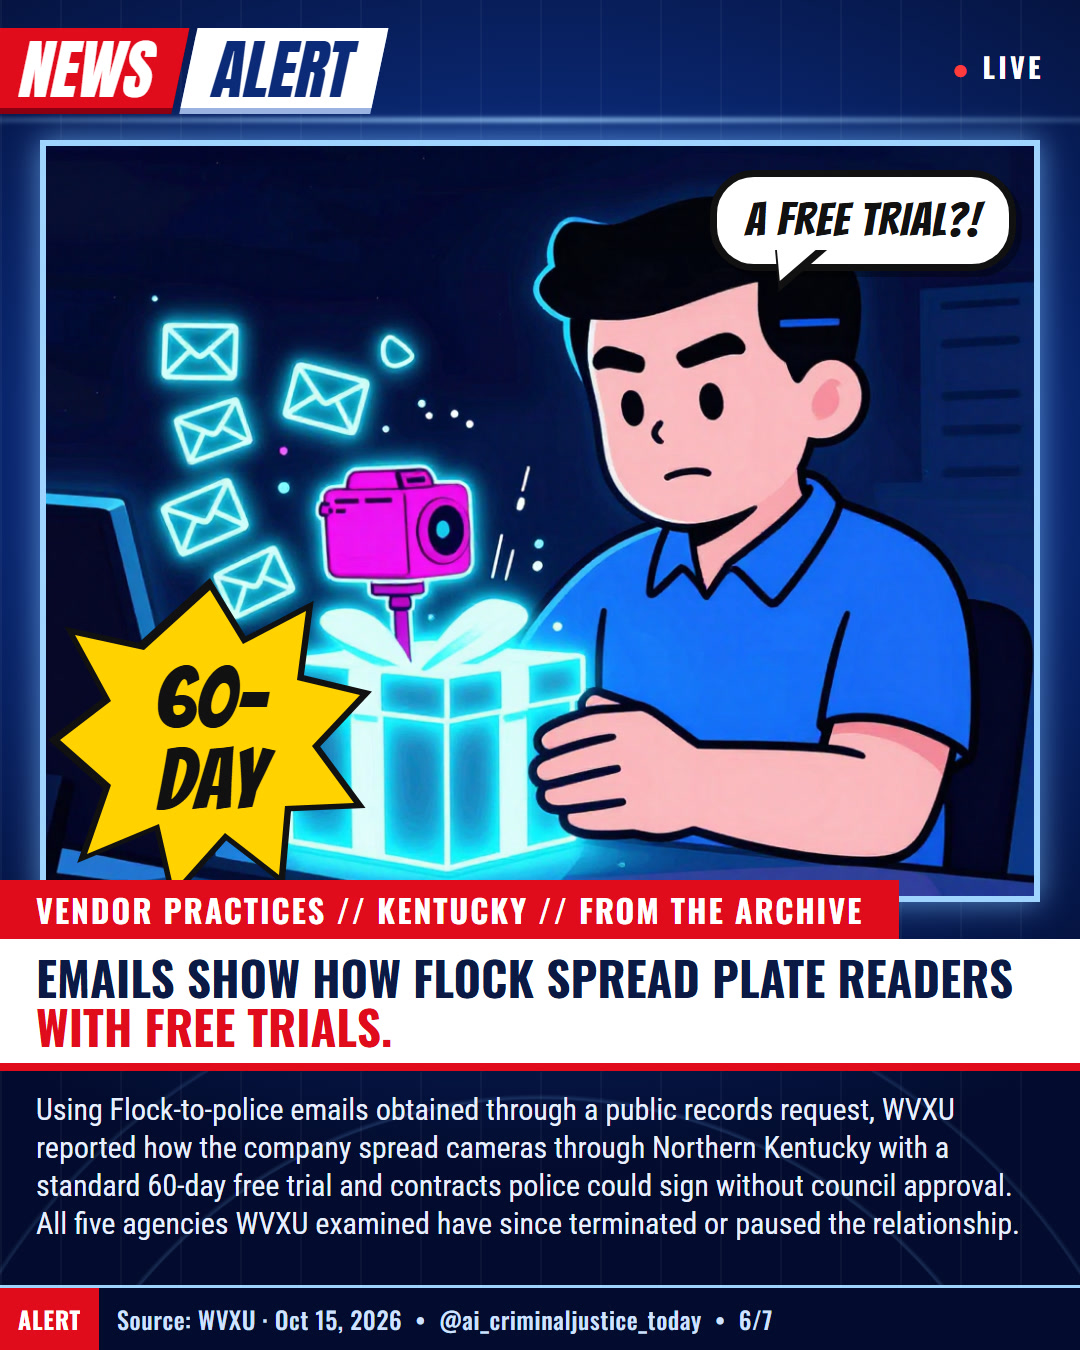 NEWS ALERT
● LIVE
A FREE TRIAL?!
60-
DAY
VENDOR PRACTICES // KENTUCKY // FROM THE ARCHIVE
EMAILS SHOW HOW FLOCK SPREAD PLATE READERS
WITH FREE TRIALS.
Using Flock-to-police emails obtained through a public records request, WVXU
reported how the company spread cameras through Northern Kentucky with a
standard 60-day free trial and contracts police could sign without council approval.
All five agencies WVXU examined have since terminated or paused the relationship.
ALERT Source: WVXU · Oct 15, 2026 • @ai_criminaljustice_today • 6/7